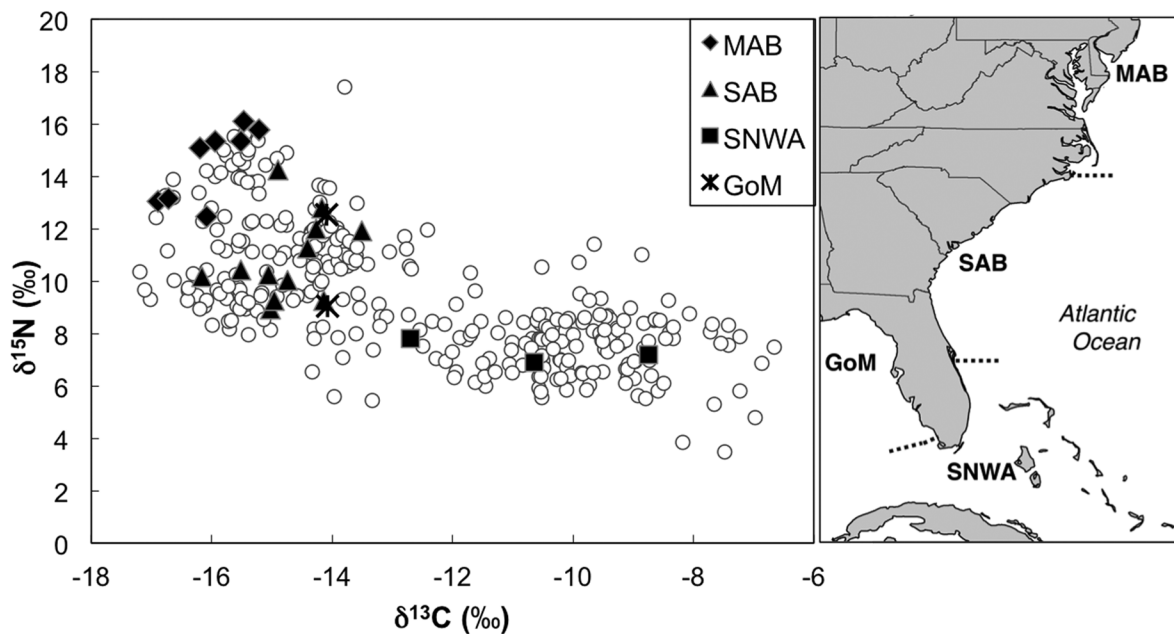 20
18
16
14
12
10
8
6
4
2
0
δ15N (‰)
-18
-16
-14
-12
-10
-8
-6
δ13C (‰)
MAB
SAB
SNWA
GoM
MAB
SAB
Atlantic
Ocean
GoM
SNWA